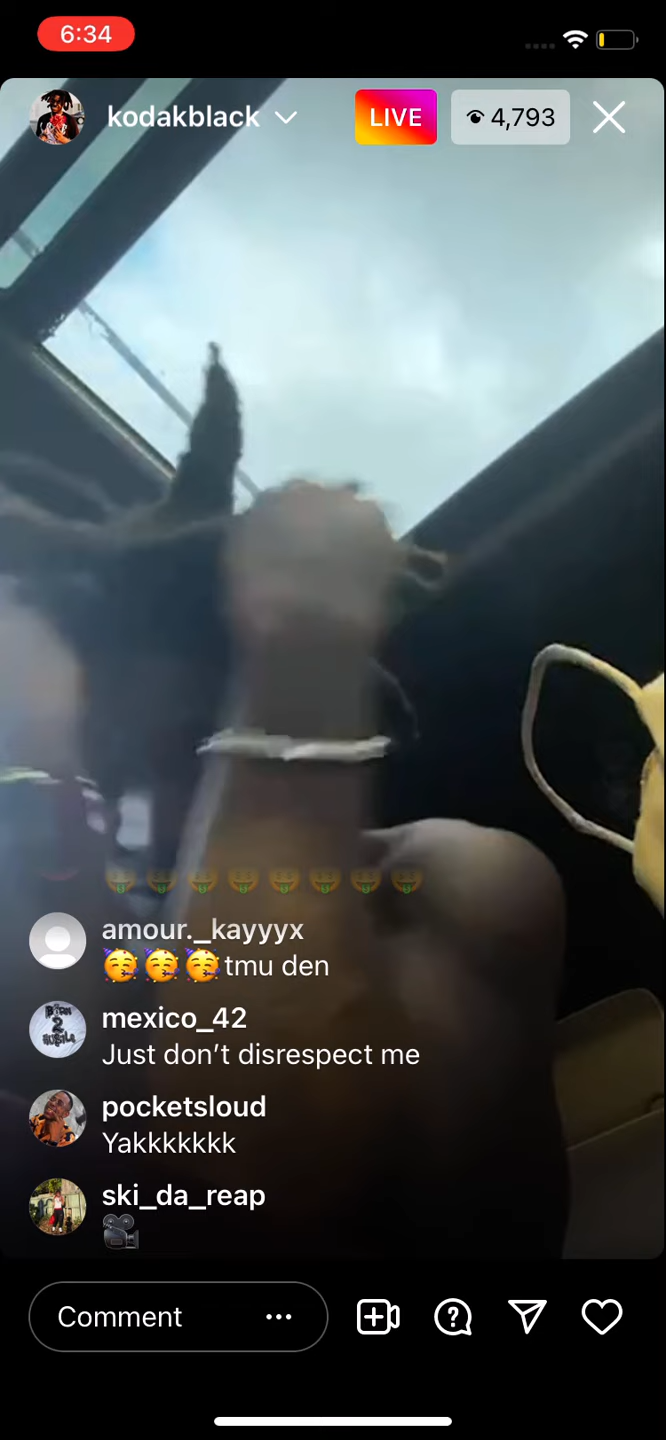 6:34
kodakblack
LIVE
4,793
amour._kayyyx
🥳🥳🥳tmu den
mexico_42
Just don’t disrespect me
pocketsloud
Yakkkkkkk
ski_da_reap
🎥
Comment